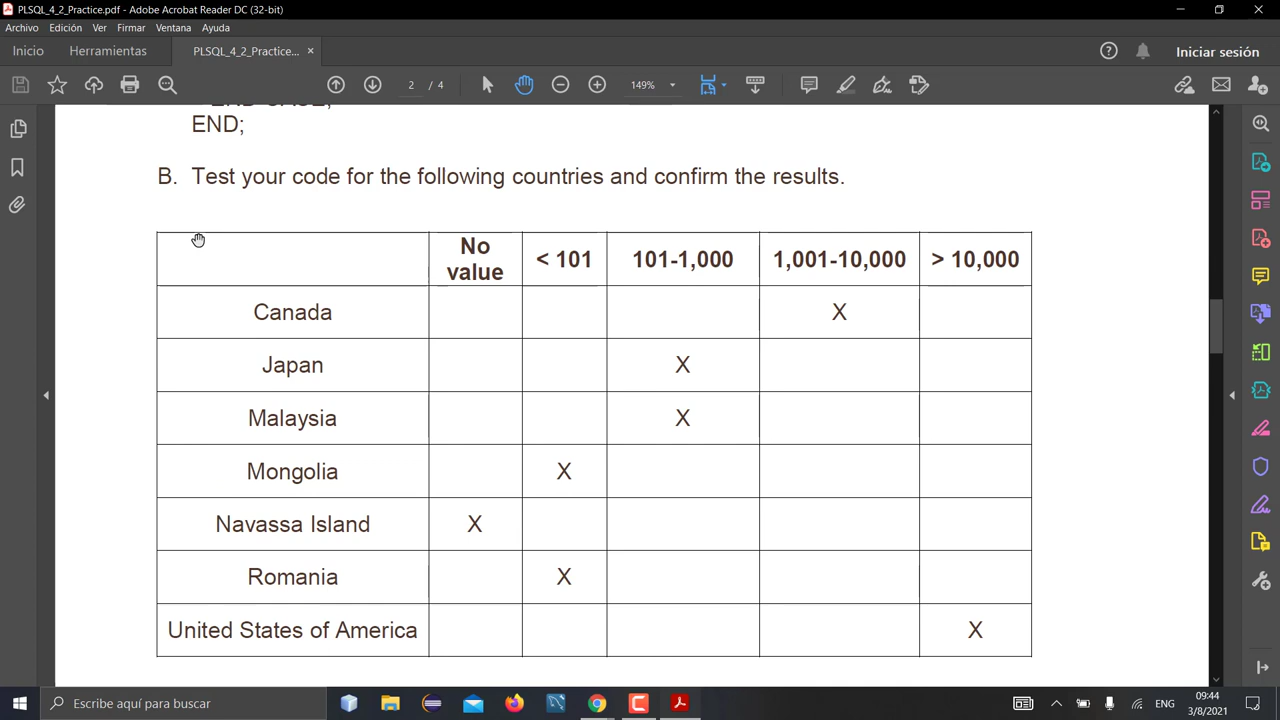 PLSQL_4_2_Practice.pdf - Adobe Acrobat Reader DC (32-bit)
Archivo Edición Ver Firmar Ventana Ayuda
Inicio Herramientas PLSQL_4_2_Practice... × Iniciar sesión
2 / 4 149%
END CASE;
END;
B. Test your code for the following countries and confirm the results.
No value < 101 101-1,000 1,001-10,000 > 10,000
Canada X
Japan X
Malaysia X
Mongolia X
Navassa Island X
Romania X
United States of America X
Escribe aquí para buscar
ENG
09:44
3/8/2021